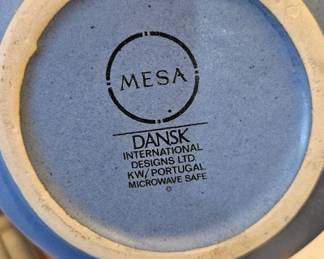 MESA
DANSK
INTERNATIONAL
DESIGNS LTD.
KW/PORTUGAL
MICROWAVE SAFE
©